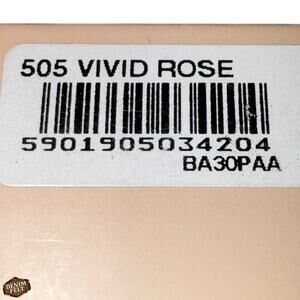 505 VIVID ROSE
5901905034204
BA30PAA
DENIM
FELT